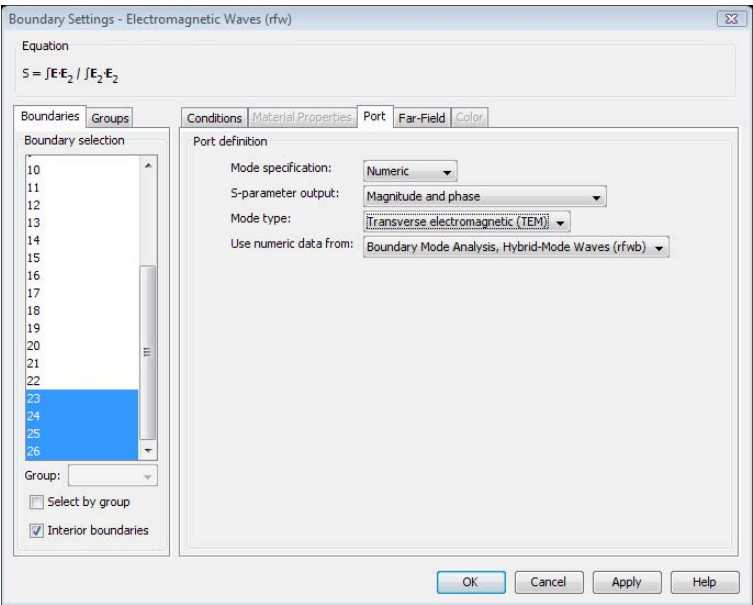 Boundary Settings - Electromagnetic Waves (rfw)
Equation
S = ∫E·E2 / ∫E2·E2
Boundaries Groups
Conditions Material Properties Port Far-Field Color
Boundary selection
Port definition
10
11
12
13
14
15
16
17
18
19
20
21
22
23
24
25
26
Mode specification: Numeric
S-parameter output: Magnitude and phase
Mode type: Transverse electromagnetic (TEM)
Use numeric data from: Boundary Mode Analysis, Hybrid-Mode Waves (rfwb)
Group:
Select by group
Interior boundaries
OK Cancel Apply Help